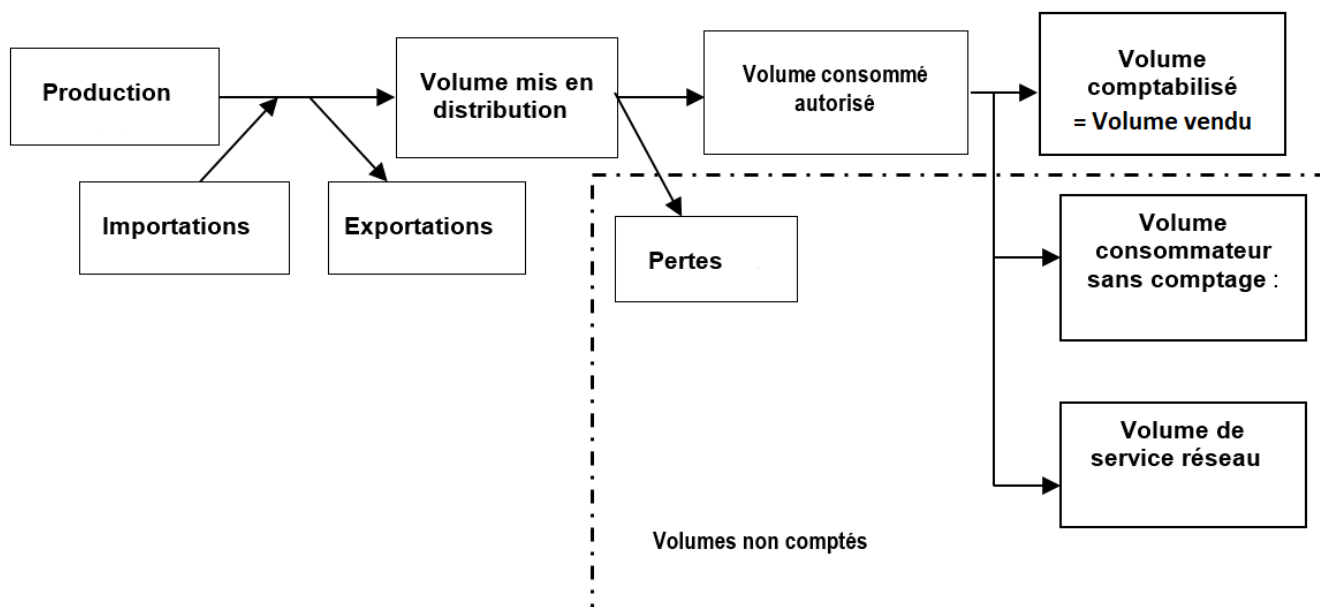 Production
Volume mis en
distribution
Volume consommé
autorisé
Volume
comptabilisé
= Volume vendu
Importations
Exportations
Pertes
Volume
consommateur
sans comptage :
Volume de
service réseau
Volumes non comptés